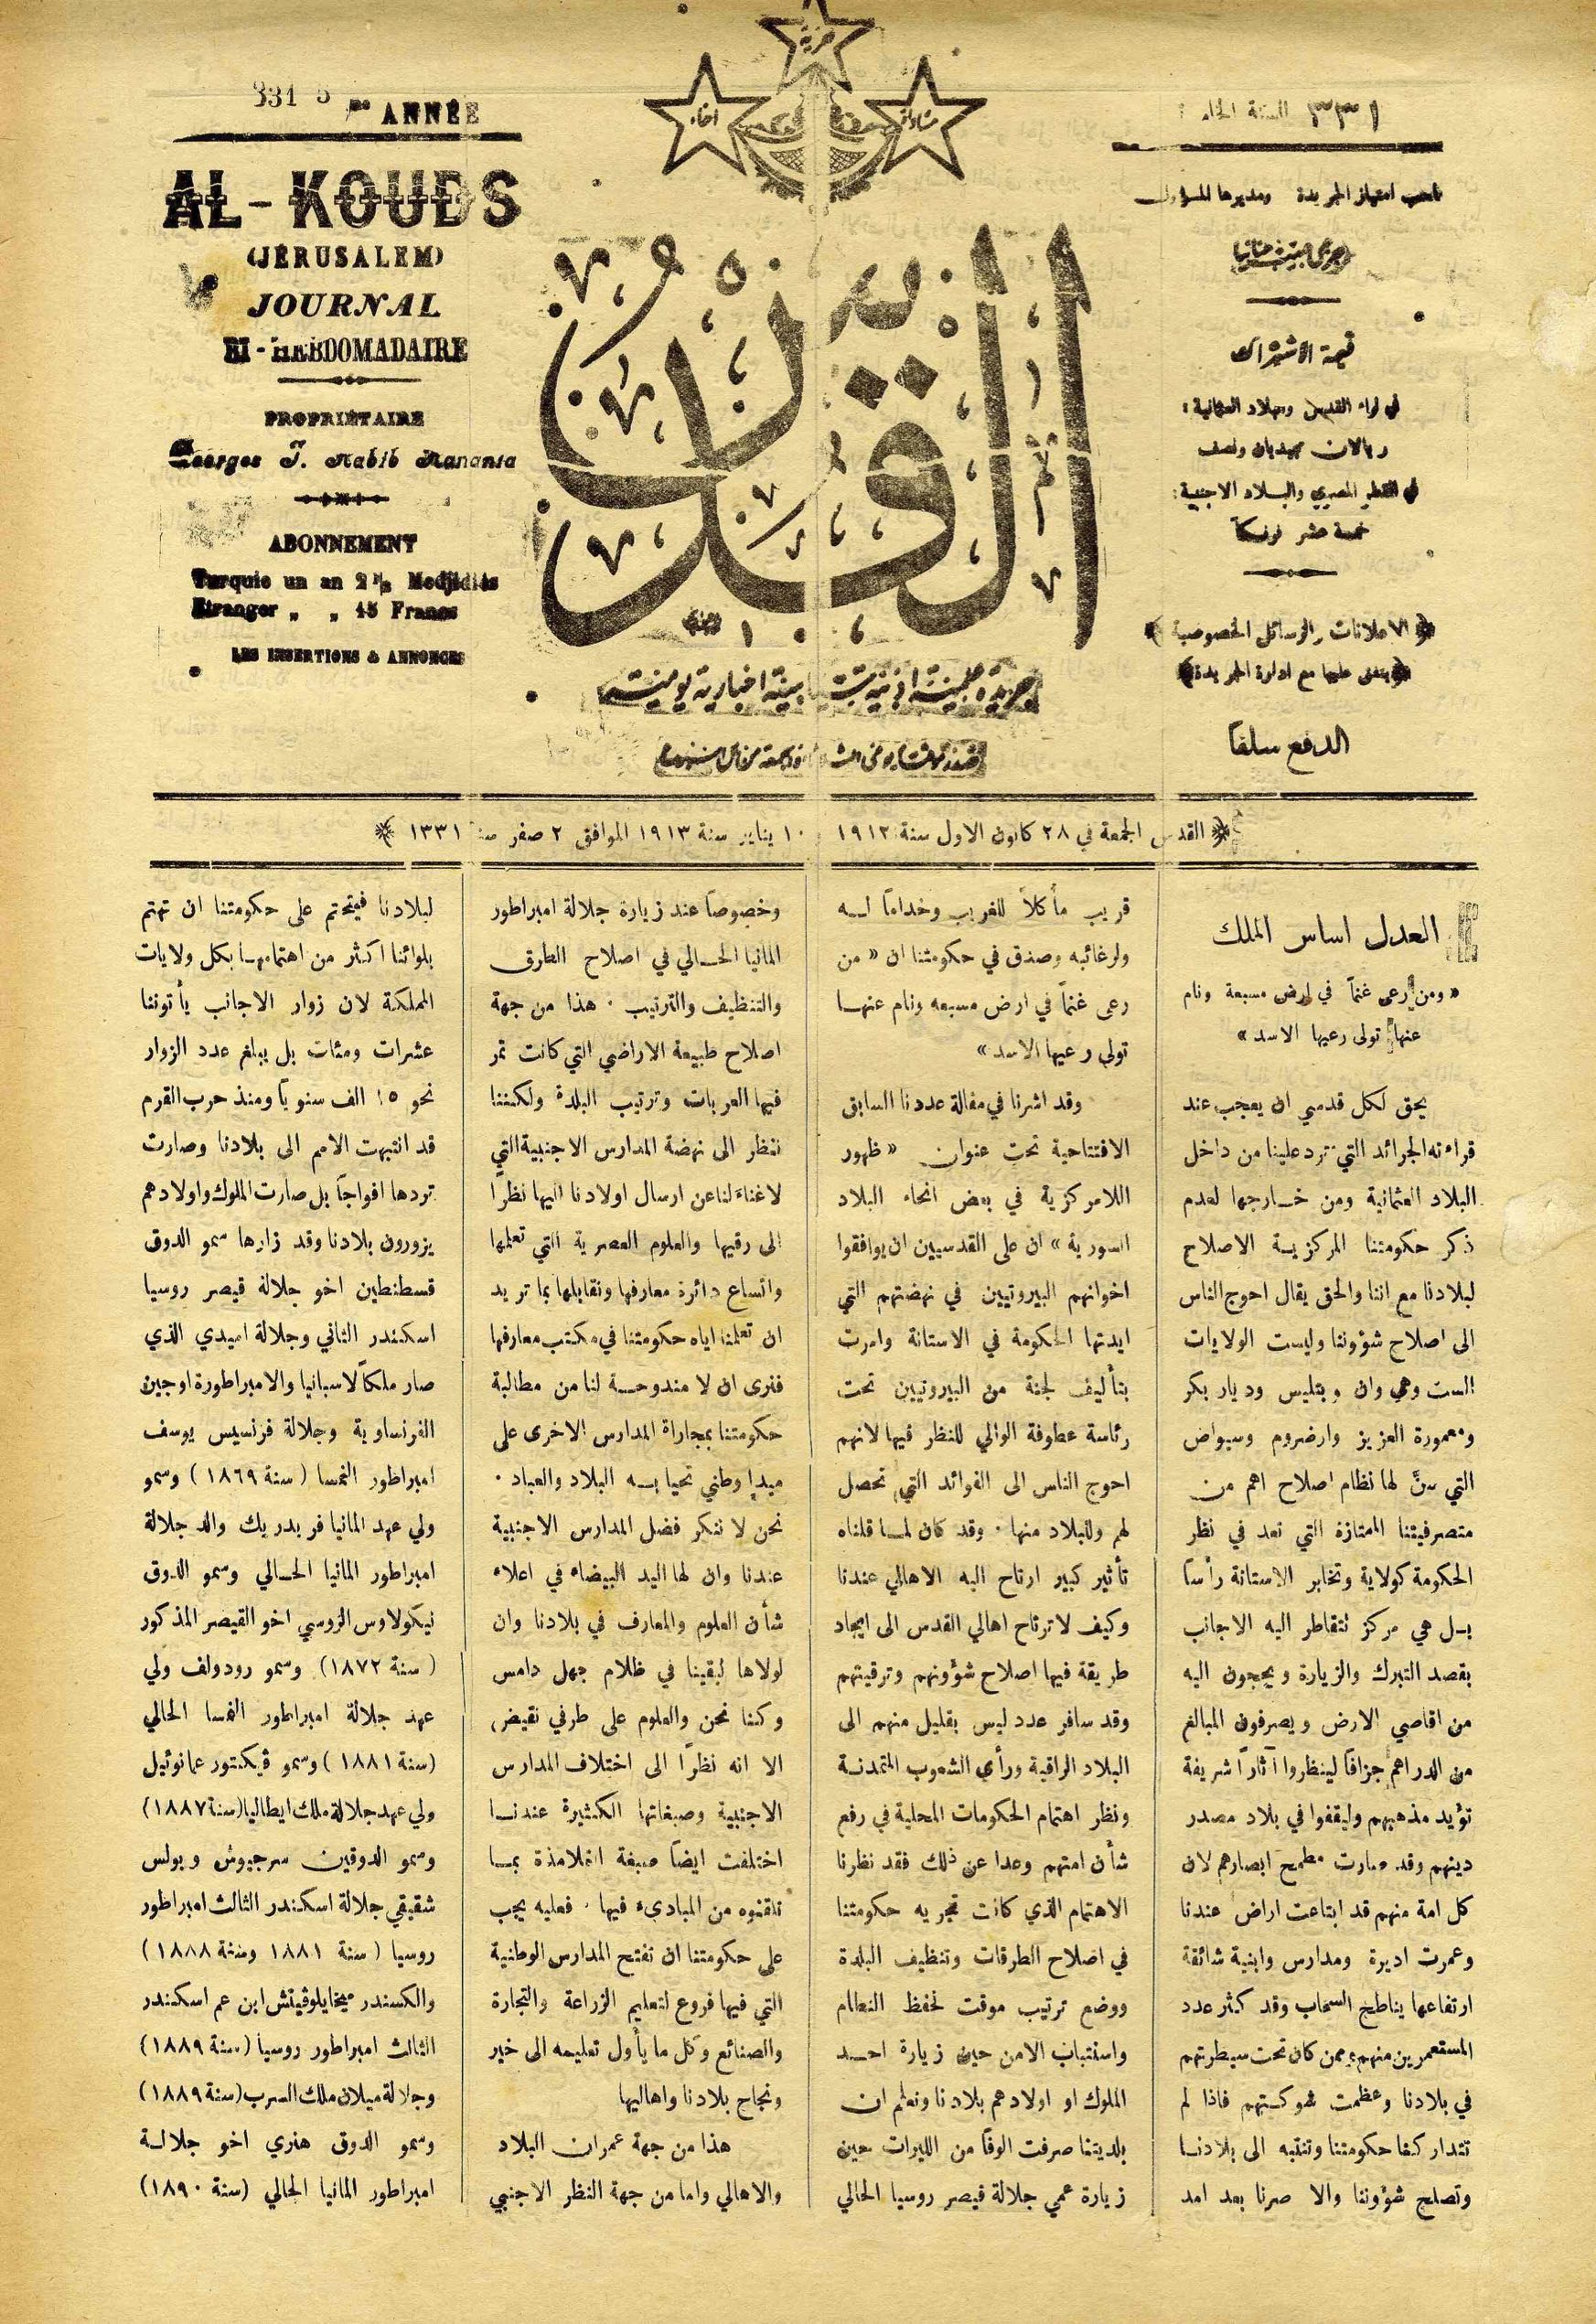 331 5me ANNÉE
AL-KOUDS
(JÉRUSALEM)
JOURNAL
BI-HEBDOMADAIRE
PROPRIÉTAIRE
Georges J. Habib Hanania
ABONNEMENT
Turquie un an 2 1/2 Medjidiés
Etranger „ „ 15 Francs
LES INSERTIONS & ANNONCES
حرية
مساواة
اخاء
القدس
٣٣١ السنة
صاحب امتياز الجريدة ومديرها المسؤول
جرجي حبيب حنانيا
قيمة الاشتراك
في لواء القدس وبلاد العثمانية :
ريالان مجيديان ونصف
في القطر المصري والبلاد الاجنبية :
خمسة عشر فرنكاً
الاعلانات والرسائل الخصوصية
يتفق عليها مع ادارة الجريدة
الدفع سلفاً
القدس الجمعة في ٢٨ كانون الاول سنة ١٩١٢ و ١٠ يناير سنة ١٩١٣ الموافق ٢ صفر سنة ١٣٣١
العدل اساس الملك
« ومن رعى غنماً في ارض مسبعة ونام
عنها تولى رعيها الاسد »
يحق لكل قدسي ان يعجب عند
قراءته الجرائد التي ترد علينا من داخل
البلاد العثمانية ومن خارجها لعدم
ذكر حكومتنا المركزية الاصلاح
لبلادنا مع اننا والحق يقال احوج الناس
الى اصلاح شؤوننا وليست الولايات
الست وهي وان وبتليس وديار بكر
ومعمورة العزيز وارضروم وسيواس
التي سنّ لها نظام اصلاح اهم من
متصرفيتنا الممتازة التي تعد في نظر
الحكومة كولاية وتخابر الاستانة رأساً
بل هي مركز تتقاطر اليه الاجانب
بقصد التبرك والزيارة ويحجون اليه
من اقاصي الارض ويصرفون المبالغ
من الدراهم جزافاً لينظروا آثاراً شريفة
تؤيد مذهبهم وليقفوا في بلاد مصدر
دينهم وقد صارت مطمح ابصارهم لان
كل امة منهم قد ابتاعت اراض عندنا
وعمرت اديرة ومدارس وابنية شائقة
ارتفاعها يناطح السحاب وقد كثر عدد
المستعمرين منهم ممن كان تحت سيطرتهم
في بلادنا وعظمت شوكتهم فاذا لم
تتدار كنا حكومتنا وتنتبه الى بلادنا
وتصلح شؤوننا والا صرنا بعد امد
قريب مأكلاً للغريب وخداماً له
ولرغائبه وصدق في حكومتنا ان « من
رعى غنماً في ارض مسبعه ونام عنها
تولى رعيها الاسد »
وقد اشرنا في مقالة عددنا السابق
الافتتاحية تحت عنوان « ظهور
اللامركزية في بعض انحاء البلاد
السورية » ان على القدسيين ان يوافقوا
اخوانهم البيروتيين في نهضتهم التي
ايدتها الحكومة في الاستانة وامرت
بتأليف لجنة من البيروتيين تحت
رئاسة عطوفة الوالي للنظر فيها لانهم
احوج الناس الى الفوائد التي تحصل
لهم وللبلاد منها . وقد كان لما قلناه
تأثير كبير ارتاح اليه الاهالي عندنا
وكيف لا ترتاح اهالي القدس الى ايجاد
طريقة فيها اصلاح شؤونهم وترقيتهم
وقد سافر عدد ليس بقليل منهم الى
البلاد الراقية ورأى الشعوب المتمدنة
ونظر اهتمام الحكومات المحلية في رفع
شأن امتهم وعدا عن ذلك فقد نظرنا
الاهتمام الذي كانت تجريه حكومتنا
في اصلاح الطرقات وتنظيف البلدة
ووضع ترتيب موقت لحفظ النظام
واستتباب الامن حين زيارة احد
الملوك او اولادهم بلادنا ونعلم ان
بلديتنا صرفت الوفاً من الليرات حين
زيارة عمي جلالة قيصر روسيا الحالي
وخصوصاً عند زيارة جلالة امبراطور
المانيا الحالي في اصلاح الطرق
والتنظيف والترتيب . هذا من جهة
اصلاح طبيعة الاراضي التي كانت تمر
فيها العربات وترتيب البلدة ولكننا
ننظر الى نهضة المدارس الاجنبية التي
لا غناء لنا عن ارسال اولادنا اليها نظراً
الى رقيها والعلوم العصرية التي تعلمها
واتساع دائرة معارفها ونقابلها بما تريد
ان تعلمنا اياه حكومتنا في مكتب معارفها
فنرى ان لا مندوحة لنا من مطالبة
حكومتنا بمجاراة المدارس الاخرى على
مبدإ وطني تحيا به البلاد والعباد .
نحن لا ننكر فضل المدارس الاجنبية
عندنا وان لها اليد البيضاء في اعلاء
شأن العلوم والمعارف في بلادنا وان
لولاها لبقينا في ظلام جهل دامس
وكنا نحن والعلوم على طرفي نقيض
الا انه نظراً الى اختلاف المدارس
الاجنبية وصبغاتها الكثيرة عندنا
اختلفت ايضاً صبغة التلامذة بما
تلقنوه من المبادىء فيها . فعليه يجب
على حكومتنا ان تفتح المدارس الوطنية
التي فيها فروع لتعليم الزراعة والتجارة
والصنائع وكل ما يأول تعليمه الى خير
ونجاح بلادنا واهاليها
هذا من جهة عمران البلاد
والاهالي واما من جهة النظر الاجنبي
لبلادنا فيتحتم على حكومتنا ان تهتم
بلوائنا اكثر من اهتمامها بكل ولايات
المملكة لان زوار الاجانب يأتوننا
عشرات ومئات بل يبلغ عدد الزوار
نحو ١٥ الف سنوياً ومنذ حرب القرم
قد انتبهت الامم الى بلادنا وصارت
تردها افواجاً بل صارت الملوك واولادهم
يزورون بلادنا وقد زارها سمو الدوق
قسطنطين اخو جلالة قيصر روسيا
اسكندر الثاني وجلالة اميدي الذي
صار ملكاً لاسبانيا والامبراطورة اوجين
الفرنساوية وجلالة فرنسيس يوسف
امبراطور النمسا ( سنة ١٨٦٩ ) وسمو
ولي عهد المانيا فريدريك والد جلالة
امبراطور المانيا الحالي وسمو الدوق
نيكولاوس الروسي اخو القيصر المذكور
( سنة ١٨٧٢ ) وسمو رودولف ولي
عهد جلالة امبراطور النمسا الحالي
(سنة ١٨٨١ ) وسمو ڤيكتور عمانوئيل
ولي عهد جلالة ملك ايطاليا (سنة ١٨٨٧)
وسمو الدوقين سرجيوش وبولس
شقيقي جلالة اسكندر الثالث امبراطور
روسيا ( سنة ١٨٨١ وسنة ١٨٨٨ )
والكسندر ميخايلوڤيتش ابن عم اسكندر
الثالث امبراطور روسيا (سنة ١٨٨٩)
وجلالة ميلان ملك السرب (سنة ١٨٨٩)
وسمو الدوق هنري اخو جلالة
امبراطور المانيا الحالي (سنة ١٨٩٠)